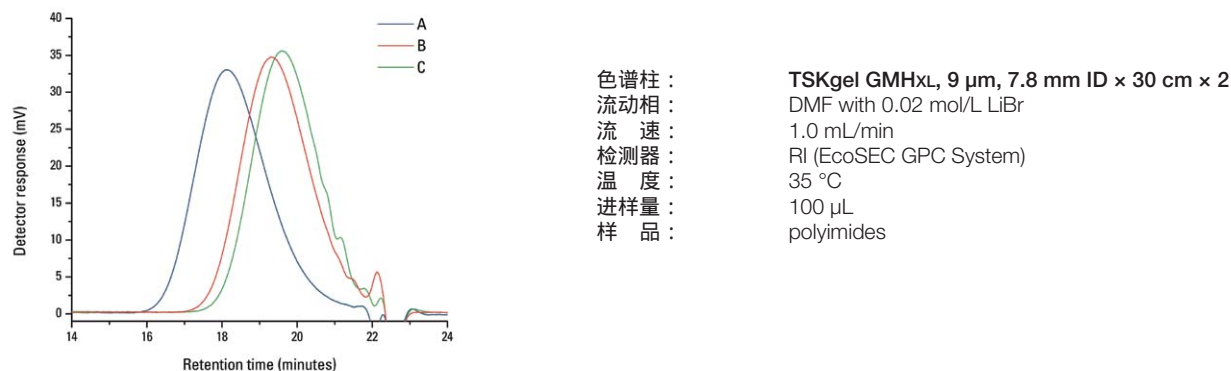 40
35
30
25
20
15
10
5
0
Detector response (mV)
A
B
C
14
16
18
20
22
24
Retention time (minutes)
色谱柱： TSKgel GMHXL, 9 µm, 7.8 mm ID × 30 cm × 2
流动相： DMF with 0.02 mol/L LiBr
流 速： 1.0 mL/min
检测器： RI (EcoSEC GPC System)
温 度： 35 °C
进样量： 100 µL
样 品： polyimides